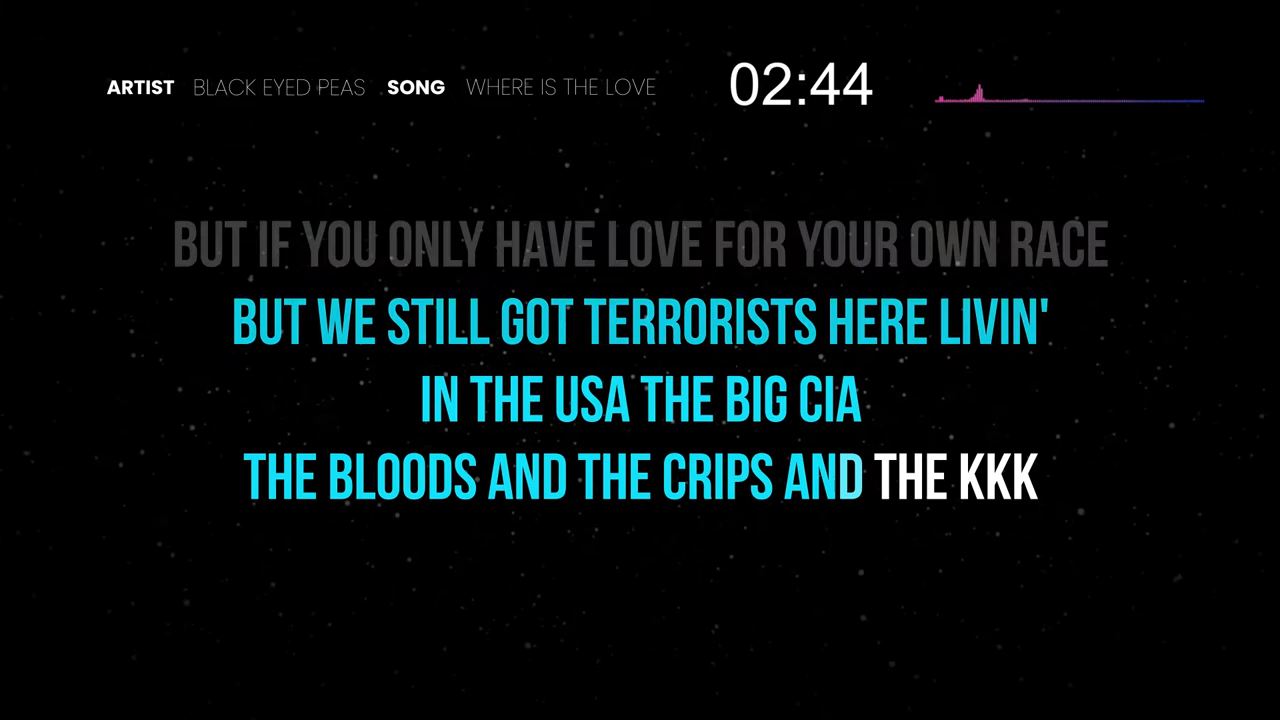 ARTIST BLACK EYED PEAS SONG WHERE IS THE LOVE 02:44
BUT IF YOU ONLY HAVE LOVE FOR YOUR OWN RACE
BUT WE STILL GOT TERRORISTS HERE LIVIN'
IN THE USA THE BIG CIA
THE BLOODS AND THE CRIPS AND THE KKK